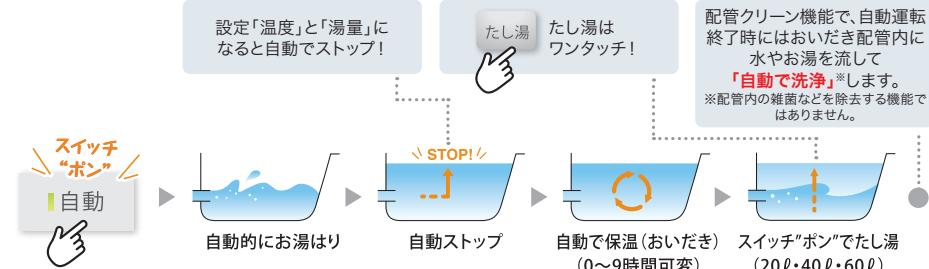 設定「温度」と「湯量」に
なると自動でストップ!
たし湯
たし湯は
ワンタッチ!
配管クリーン機能で、自動運転
終了時にはおいだき配管内に
水やお湯を流して
「自動で洗浄」※します。
※配管内の雑菌などを除去する機能で
はありません。
スイッチ
“ポン”
自動
自動的にお湯はり
STOP!
自動ストップ
自動で保温(おいだき)
(0~9時間可変)
スイッチ"ポン"でたし湯
(20ℓ・40ℓ・60ℓ)